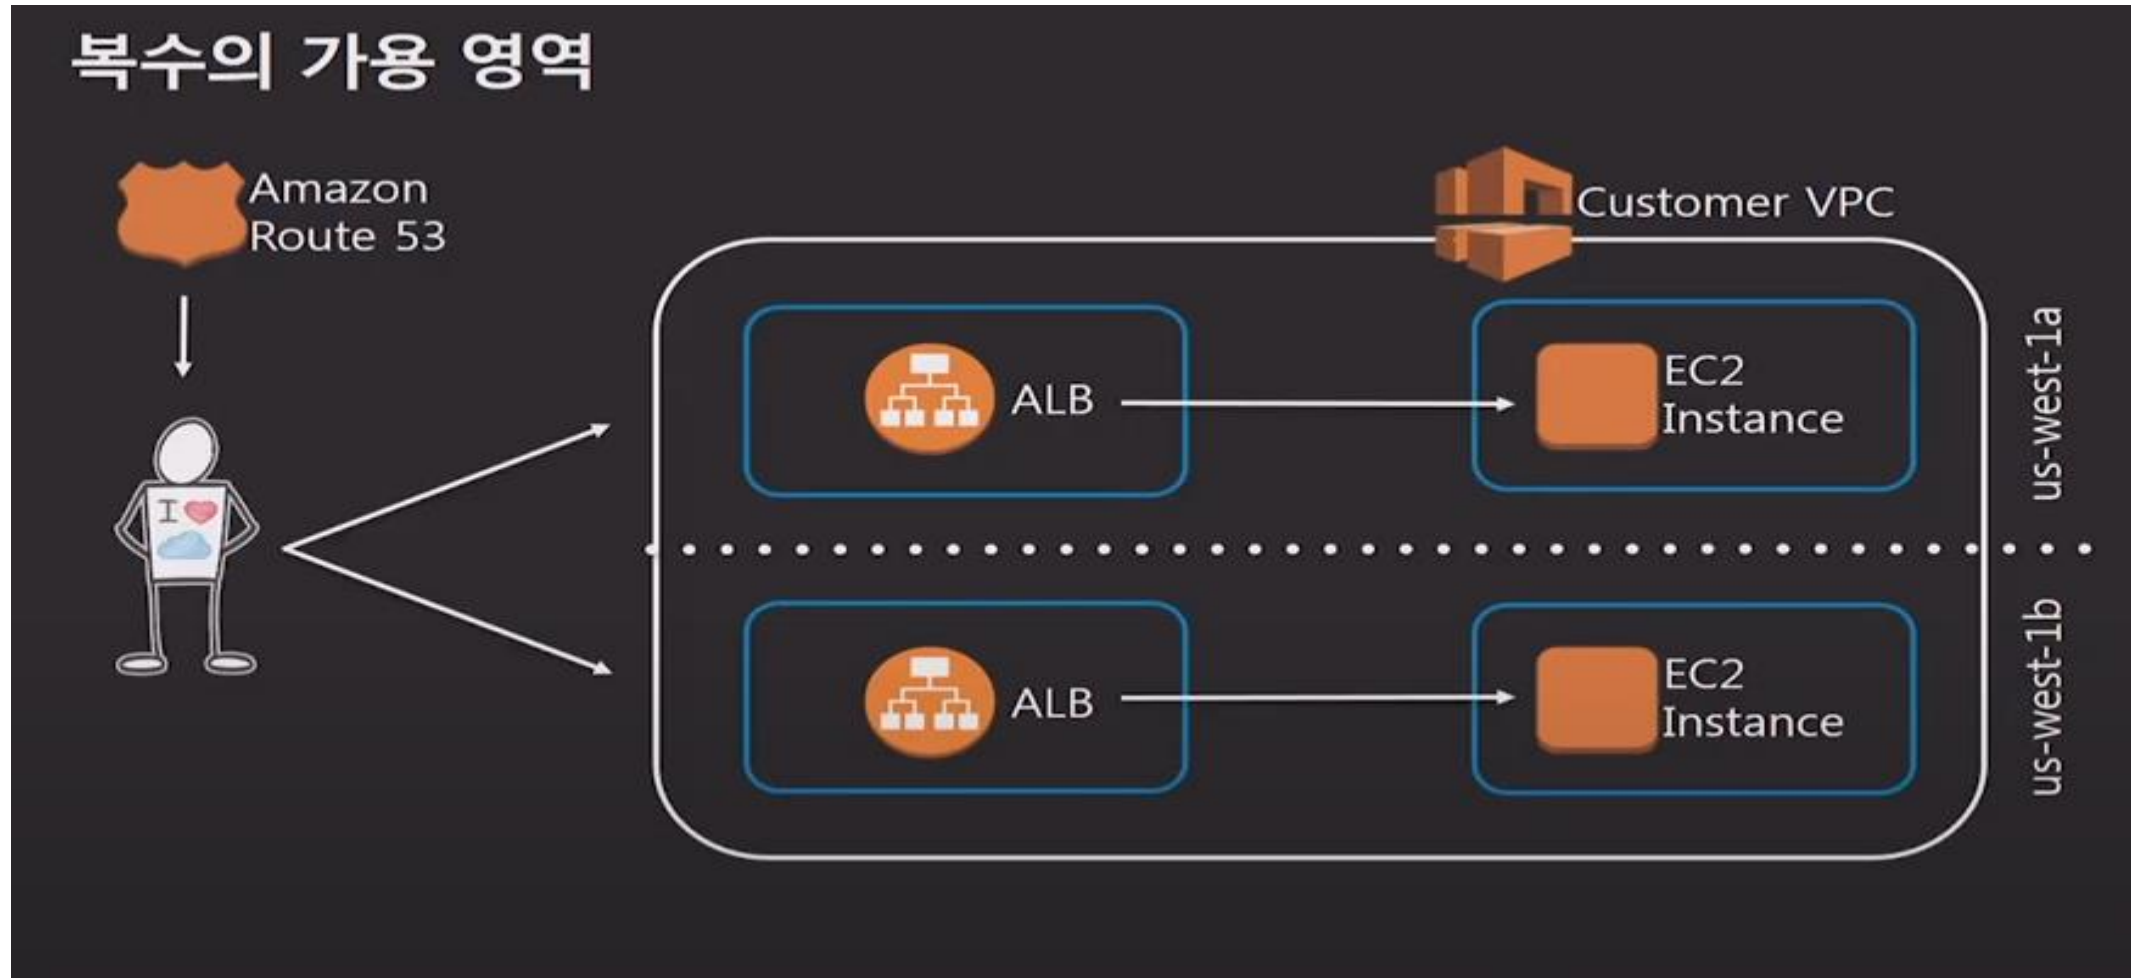 복수의 가용 영역
Amazon
Route 53
Customer VPC
I
ALB
EC2
Instance
us-west-1a
ALB
EC2
Instance
us-west-1b